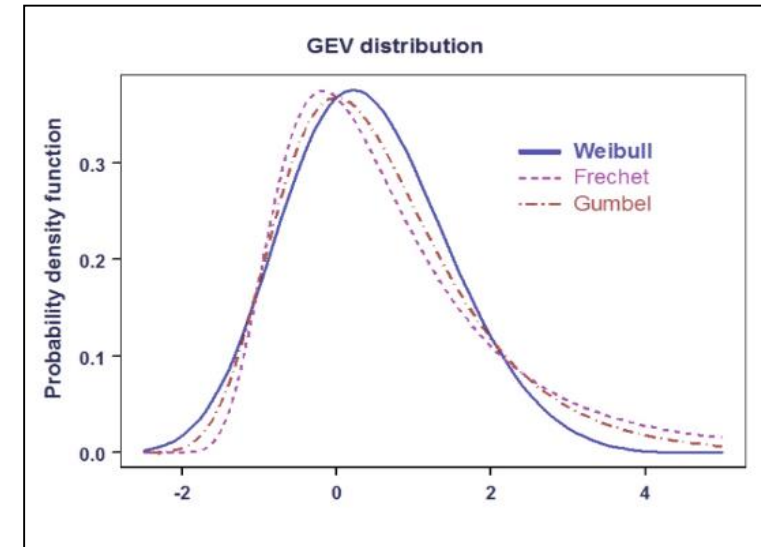 GEV distribution
Probability density function
0.3
0.2
0.1
0.0
-2
0
2
4
Weibull
Frechet
Gumbel